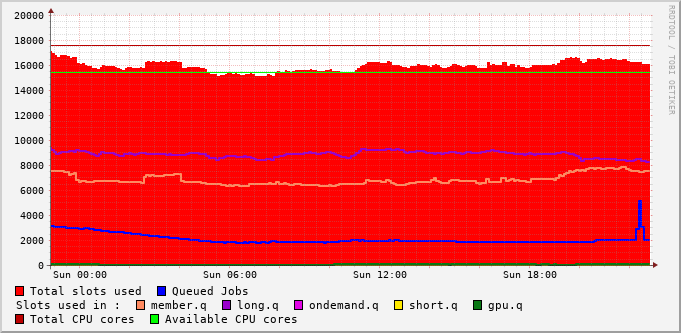 20000
18000
16000
14000
12000
10000
8000
6000
4000
2000
0
Sun 00:00 Sun 06:00 Sun 12:00 Sun 18:00
RRDTOOL / TOBI OETIKER
Total slots used Queued Jobs
Slots used in : member.q long.q ondemand.q short.q gpu.q
Total CPU cores Available CPU cores